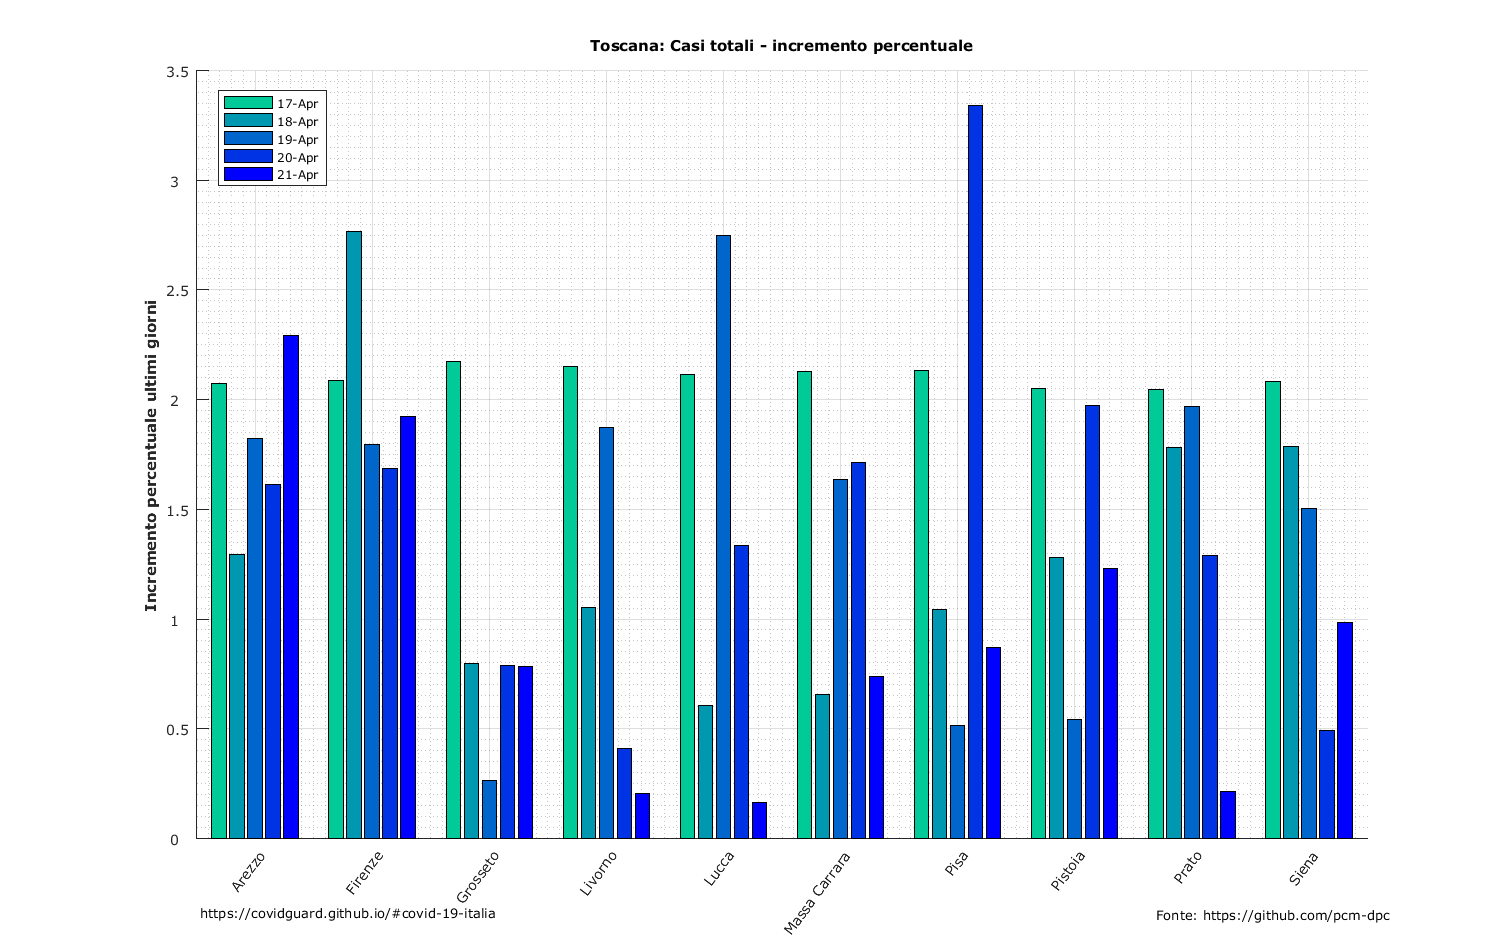 Toscana: Casi totali - incremento percentuale
3.5
3
2.5
2
1.5
1
0.5
0
Incremento percentuale ultimi giorni
17-Apr
18-Apr
19-Apr
20-Apr
21-Apr
Arezzo
Firenze
Grosseto
Livorno
Lucca
Massa Carrara
Pisa
Pistoia
Prato
Siena
https://covidguard.github.io/#covid-19-italia
Fonte: https://github.com/pcm-dpc